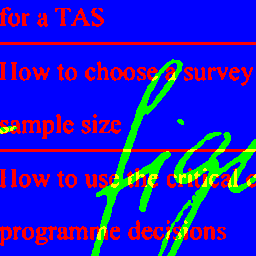 for a TAS
How to choose a survey
sample size
How to use the critical
programme decisions